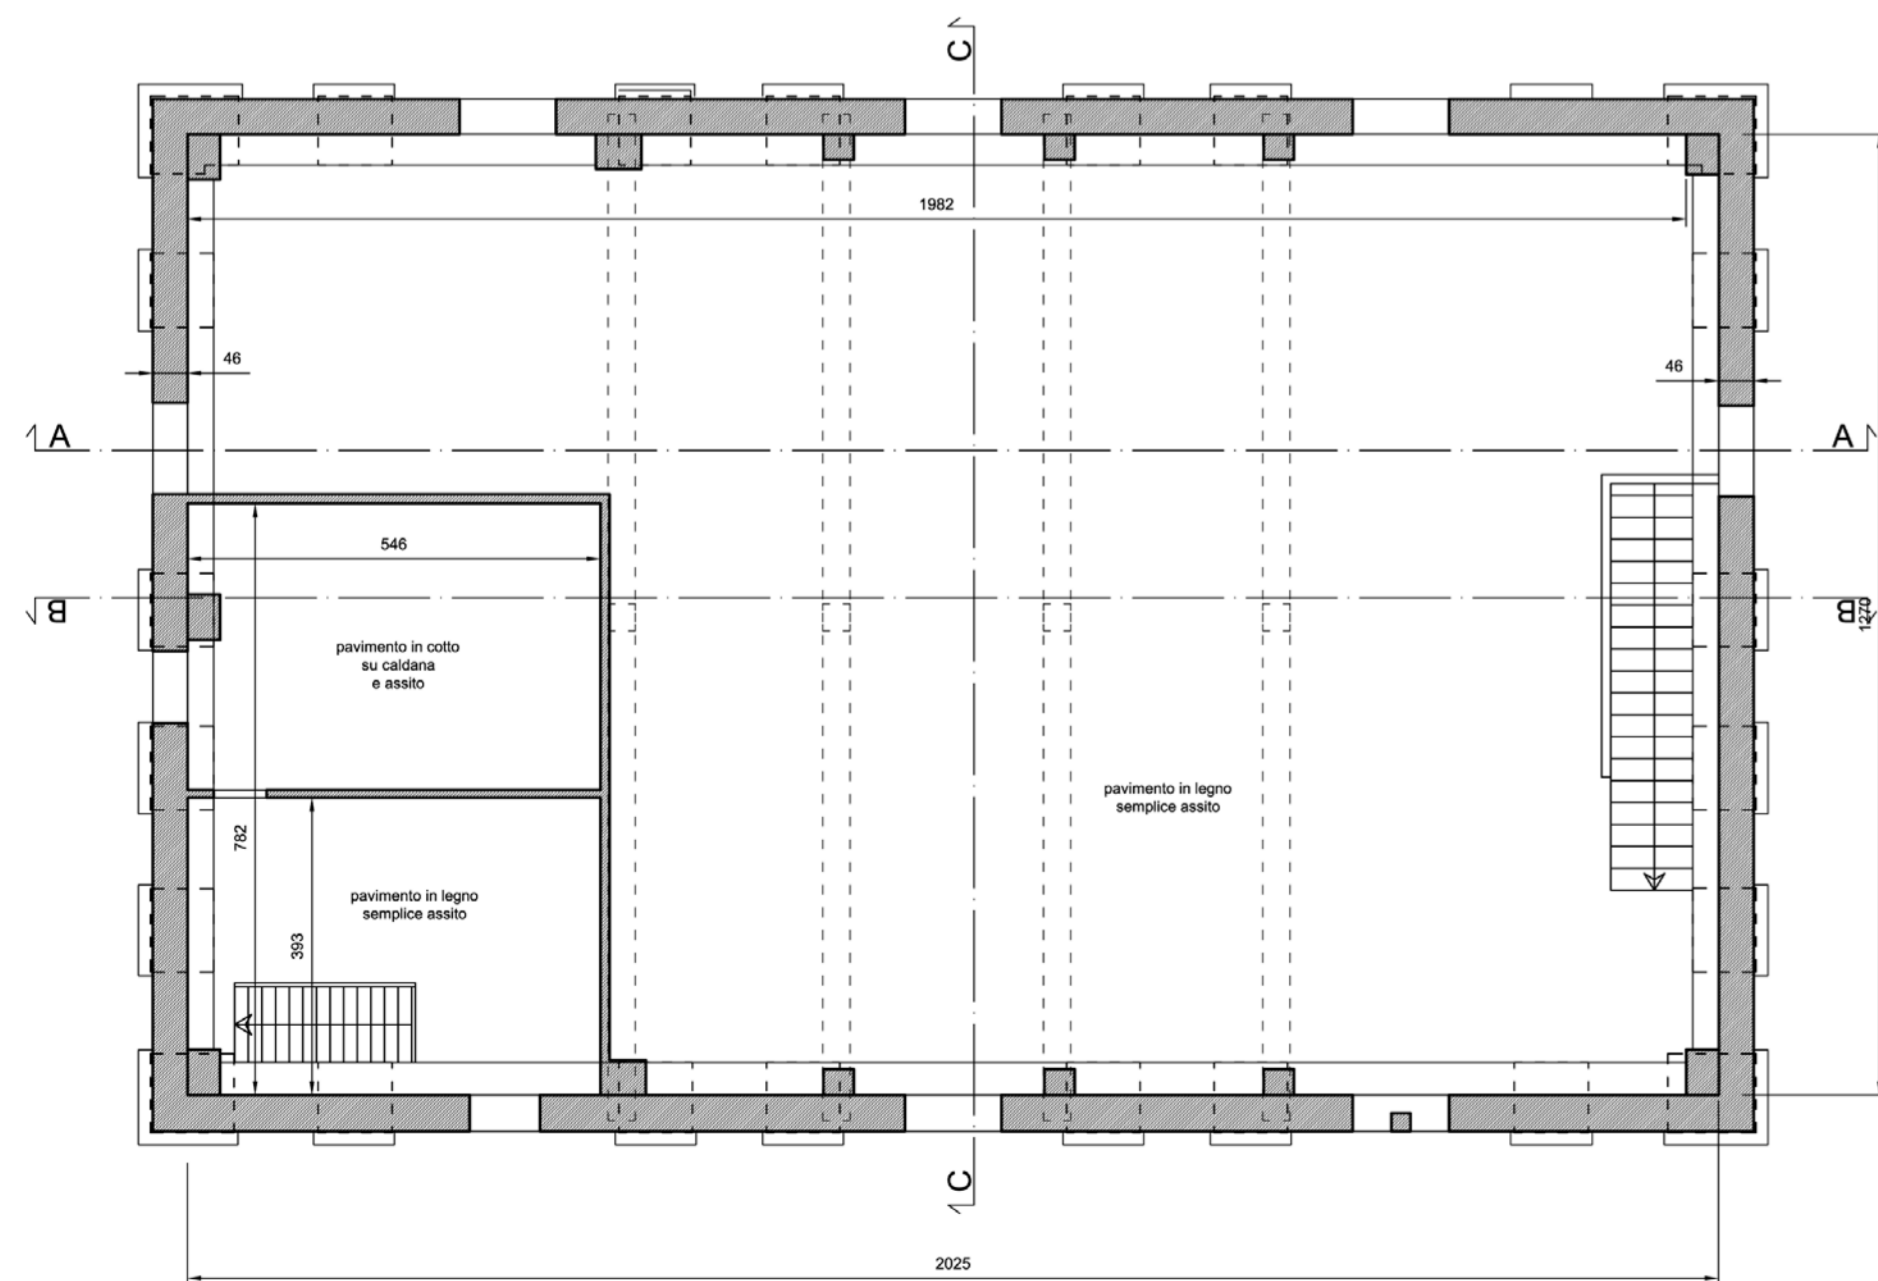 C
1982
46
46
A
A
546
B
B
1270
pavimento in cotto
su caldana
e assito
pavimento in legno
semplice assito
782
pavimento in legno
semplice assito
393
C
2025